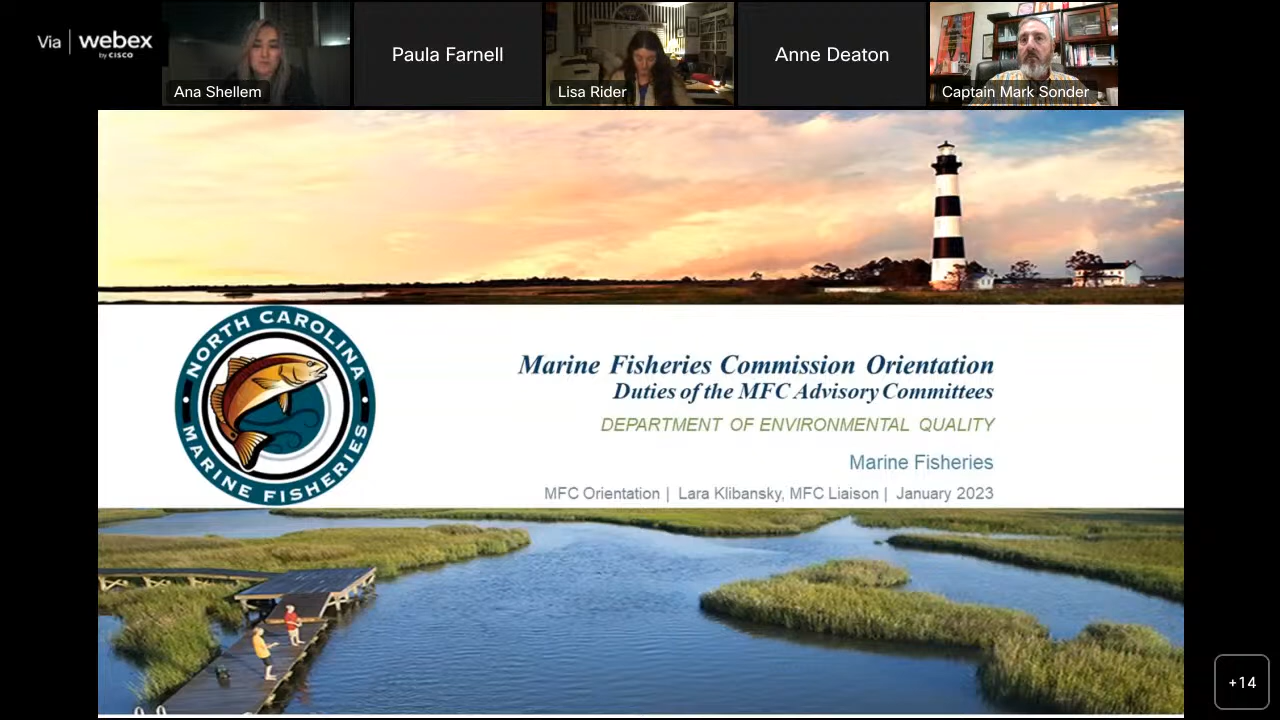 Via webex
by CISCO
Ana Shellem
Paula Farnell
Lisa Rider
Anne Deaton
Captain Mark Sonder
NORTH CAROLINA
MARINE FISHERIES
Marine Fisheries Commission Orientation
Duties of the MFC Advisory Committees
DEPARTMENT OF ENVIRONMENTAL QUALITY
Marine Fisheries
MFC Orientation | Lara Klibansky, MFC Liaison | January 2023
+14